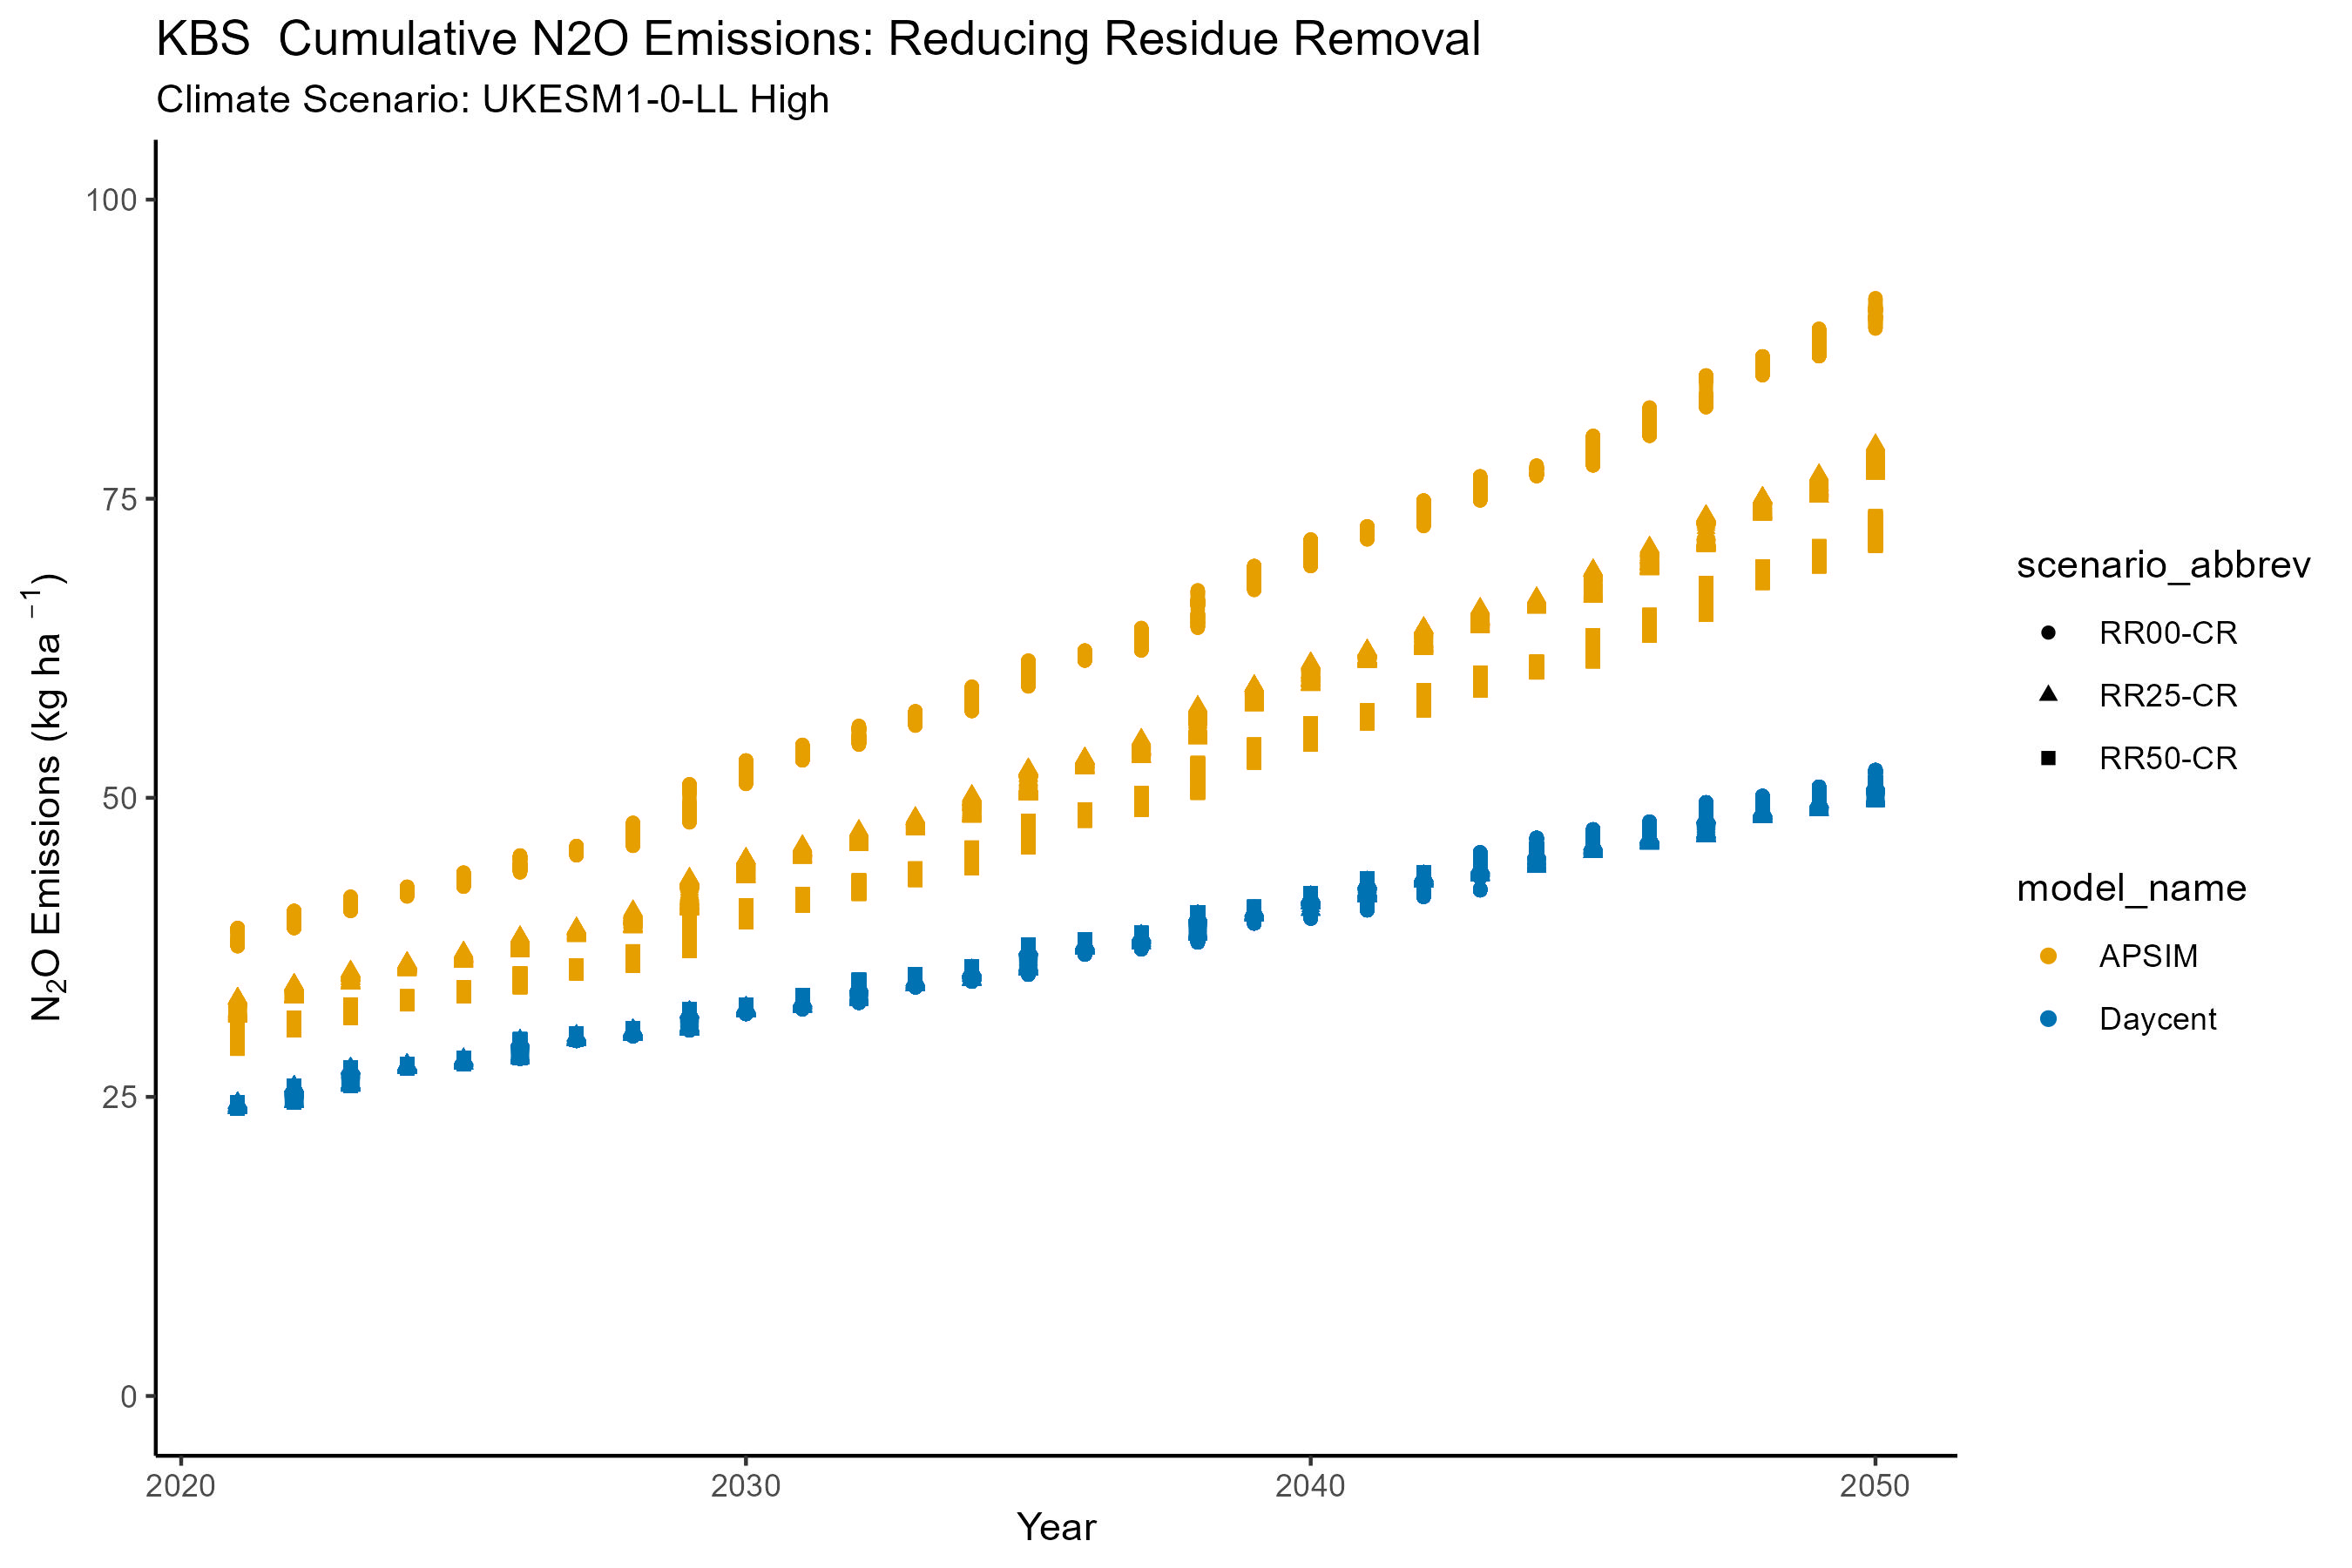 KBS  Cumulative N2O Emissions: Reducing Residue Removal
Climate Scenario: UKESM1-0-LL High
N₂O Emissions (kg ha ⁻¹)
100
75
50
25
0
2020
2030
2040
2050
Year
scenario_abbrev
RR00-CR
RR25-CR
RR50-CR
model_name
APSIM
Daycent